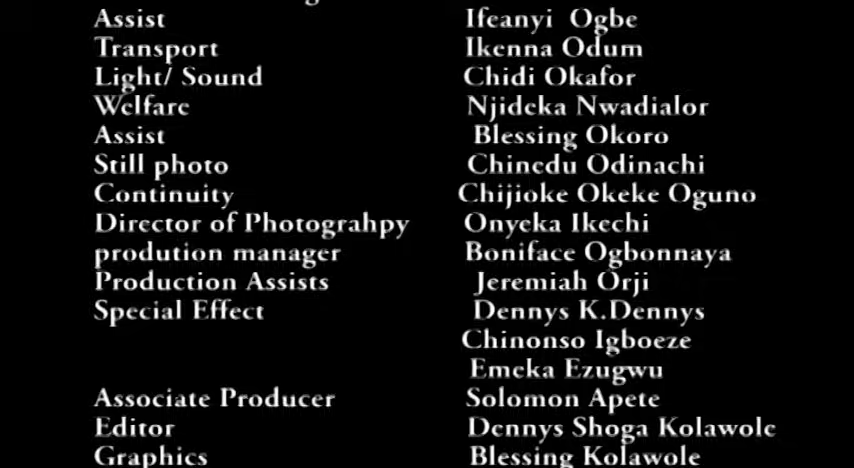 Assist Ifeanyi Ogbe
Transport Ikenna Odum
Light/ Sound Chidi Okafor
Welfare Njideka Nwadialor
Assist Blessing Okoro
Still photo Chinedu Odinachi
Continuity Chijioke Okeke Oguno
Director of Photograhpy Onyeka Ikechi
prodution manager Boniface Ogbonnaya
Production Assists Jeremiah Orji
Special Effect Dennys K.Dennys
Chinonso Igboeze
Emeka Ezugwu
Associate Producer Solomon Apete
Editor Dennys Shoga Kolawole
Graphics Blessing Kolawole